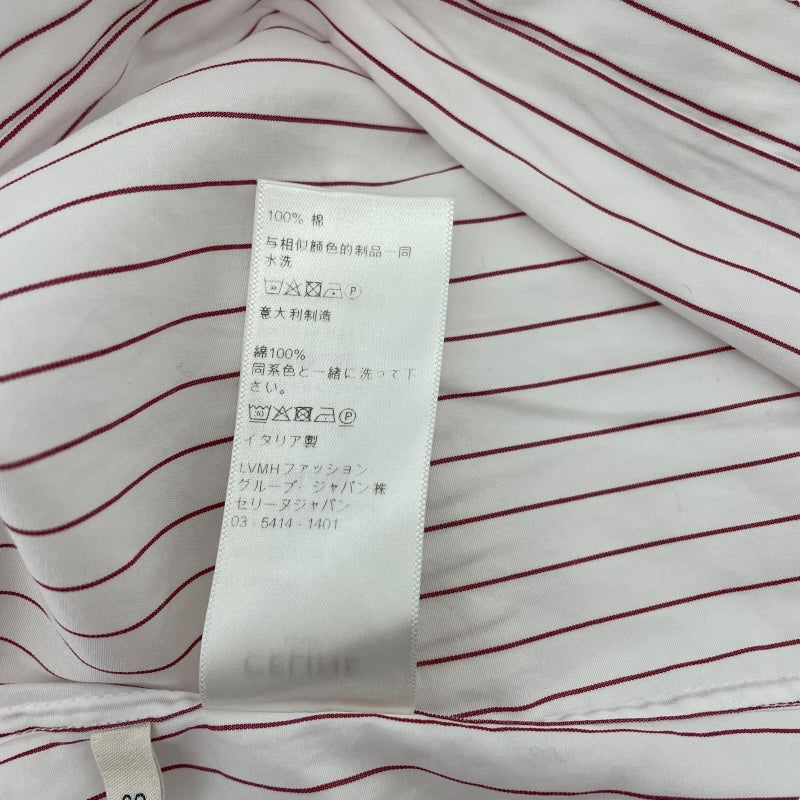 100% 棉
与相似颜色的制品一同
水洗
意大利制造
綿100%
同系色と一緒に洗って下
さい。
イタリア製
LVMHファッション・
グループ・ジャパン株
セリーヌジャパン
03 - 5414 - 1401
CELINE